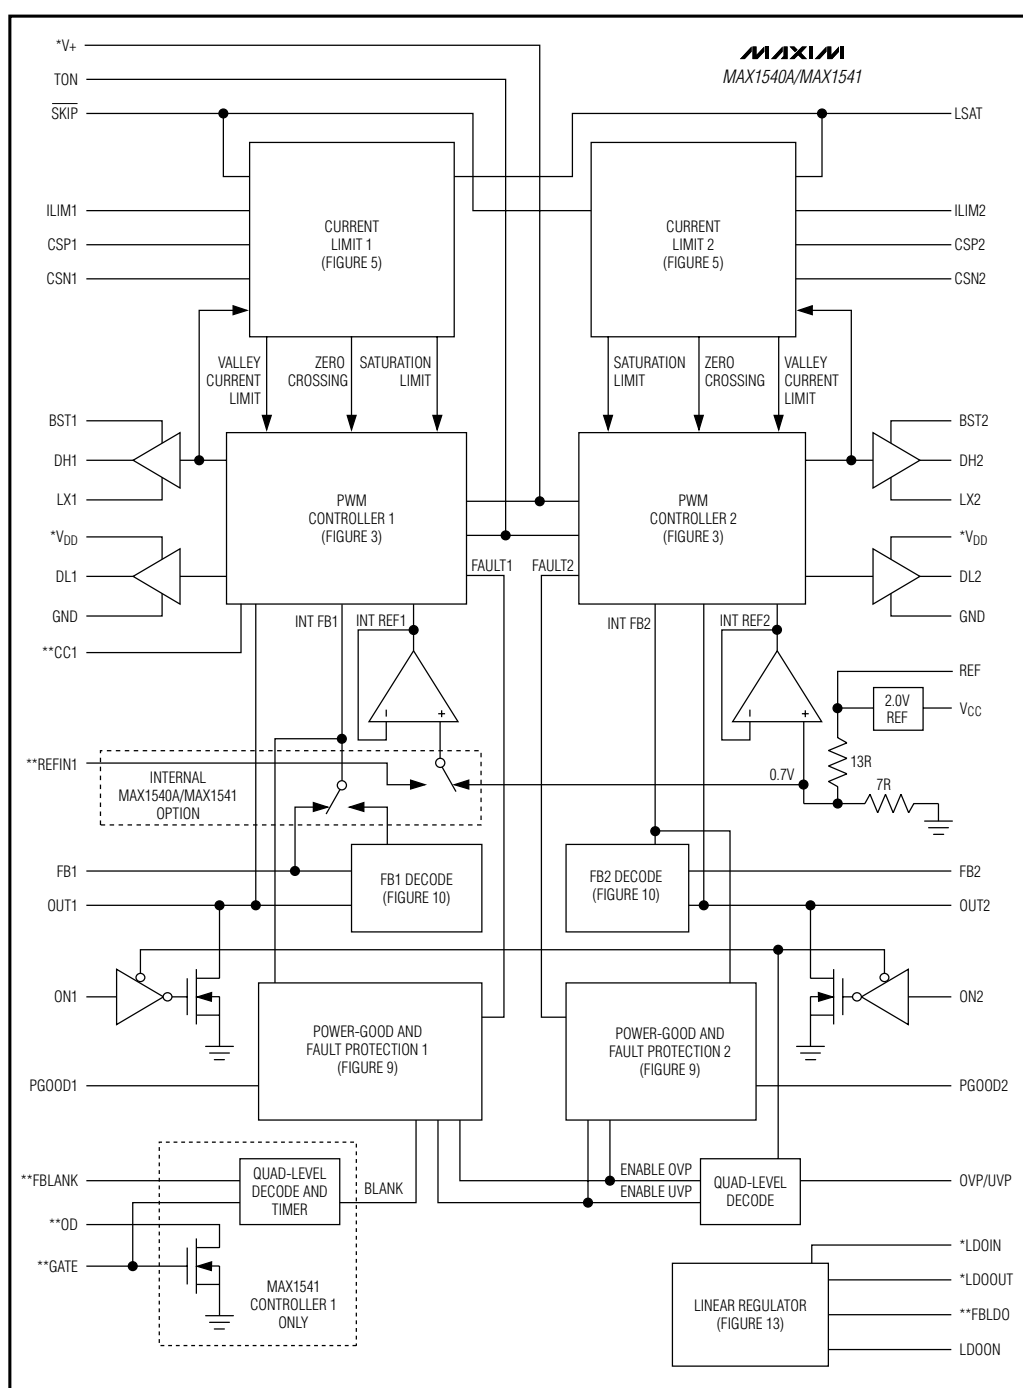 *V+
TON
SKIP
MAXIM
MAX1540A/MAX1541
LSAT
ILIM1
CSP1
CSN1
CURRENT
LIMIT 1
(FIGURE 5)
CURRENT
LIMIT 2
(FIGURE 5)
ILIM2
CSP2
CSN2
VALLEY
CURRENT
LIMIT
ZERO
CROSSING
SATURATION
LIMIT
SATURATION
LIMIT
ZERO
CROSSING
VALLEY
CURRENT
LIMIT
BST1
DH1
LX1
*VDD
DL1
GND
**CC1
PWM
CONTROLLER 1
(FIGURE 3)
PWM
CONTROLLER 2
(FIGURE 3)
BST2
DH2
LX2
*VDD
DL2
GND
FAULT1
FAULT2
INT FB1
INT REF1
INT FB2
INT REF2
- +
- +
REF
2.0V
REF
VCC
13R
7R
0.7V
**REFIN1
INTERNAL
MAX1540A/MAX1541
OPTION
FB1
OUT1
FB1 DECODE
(FIGURE 10)
FB2 DECODE
(FIGURE 10)
FB2
OUT2
ON1
ON2
POWER-GOOD AND
FAULT PROTECTION 1
(FIGURE 9)
POWER-GOOD AND
FAULT PROTECTION 2
(FIGURE 9)
PGOOD1
PGOOD2
**FBLANK
**OD
**GATE
QUAD-LEVEL
DECODE AND
TIMER
BLANK
MAX1541
CONTROLLER 1
ONLY
ENABLE OVP
ENABLE UVP
QUAD-LEVEL
DECODE
OVP/UVP
LINEAR REGULATOR
(FIGURE 13)
*LDOIN
*LDOOUT
**FBLDO
LDOON